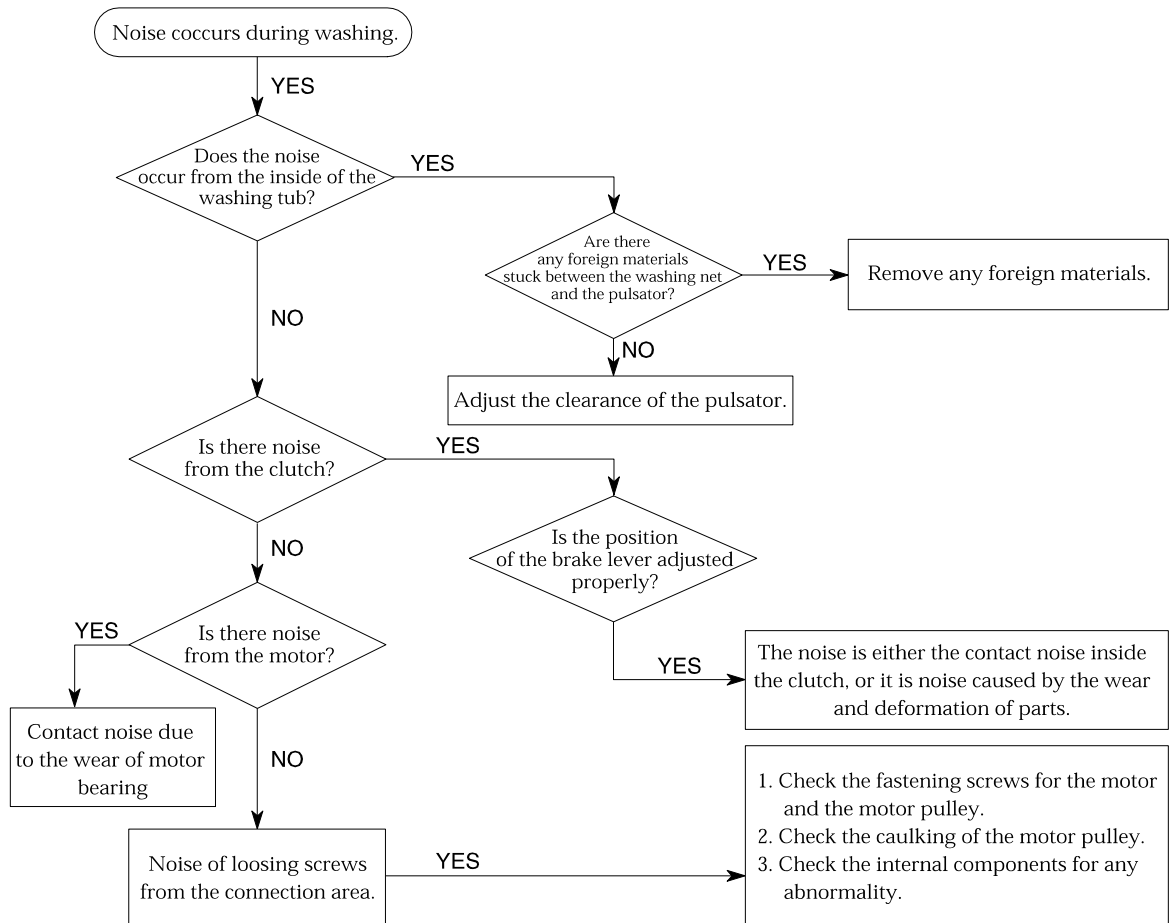 Noise coccurs during washing.
YES
Does the noise
occur from the inside of the
washing tub?
YES
Are there
any foreign materials
stuck between the washing net
and the pulsator?
YES
Remove any foreign materials.
NO
Adjust the clearance of the pulsator.
NO
Is there noise
from the clutch?
YES
Is the position
of the brake lever adjusted
properly?
YES
The noise is either the contact noise inside
the clutch, or it is noise caused by the wear
and deformation of parts.
NO
Is there noise
from the motor?
YES
Contact noise due
to the wear of motor
bearing
NO
Noise of loosing screws
from the connection area.
YES
1. Check the fastening screws for the motor
and the motor pulley.
2. Check the caulking of the motor pulley.
3. Check the internal components for any
abnormality.